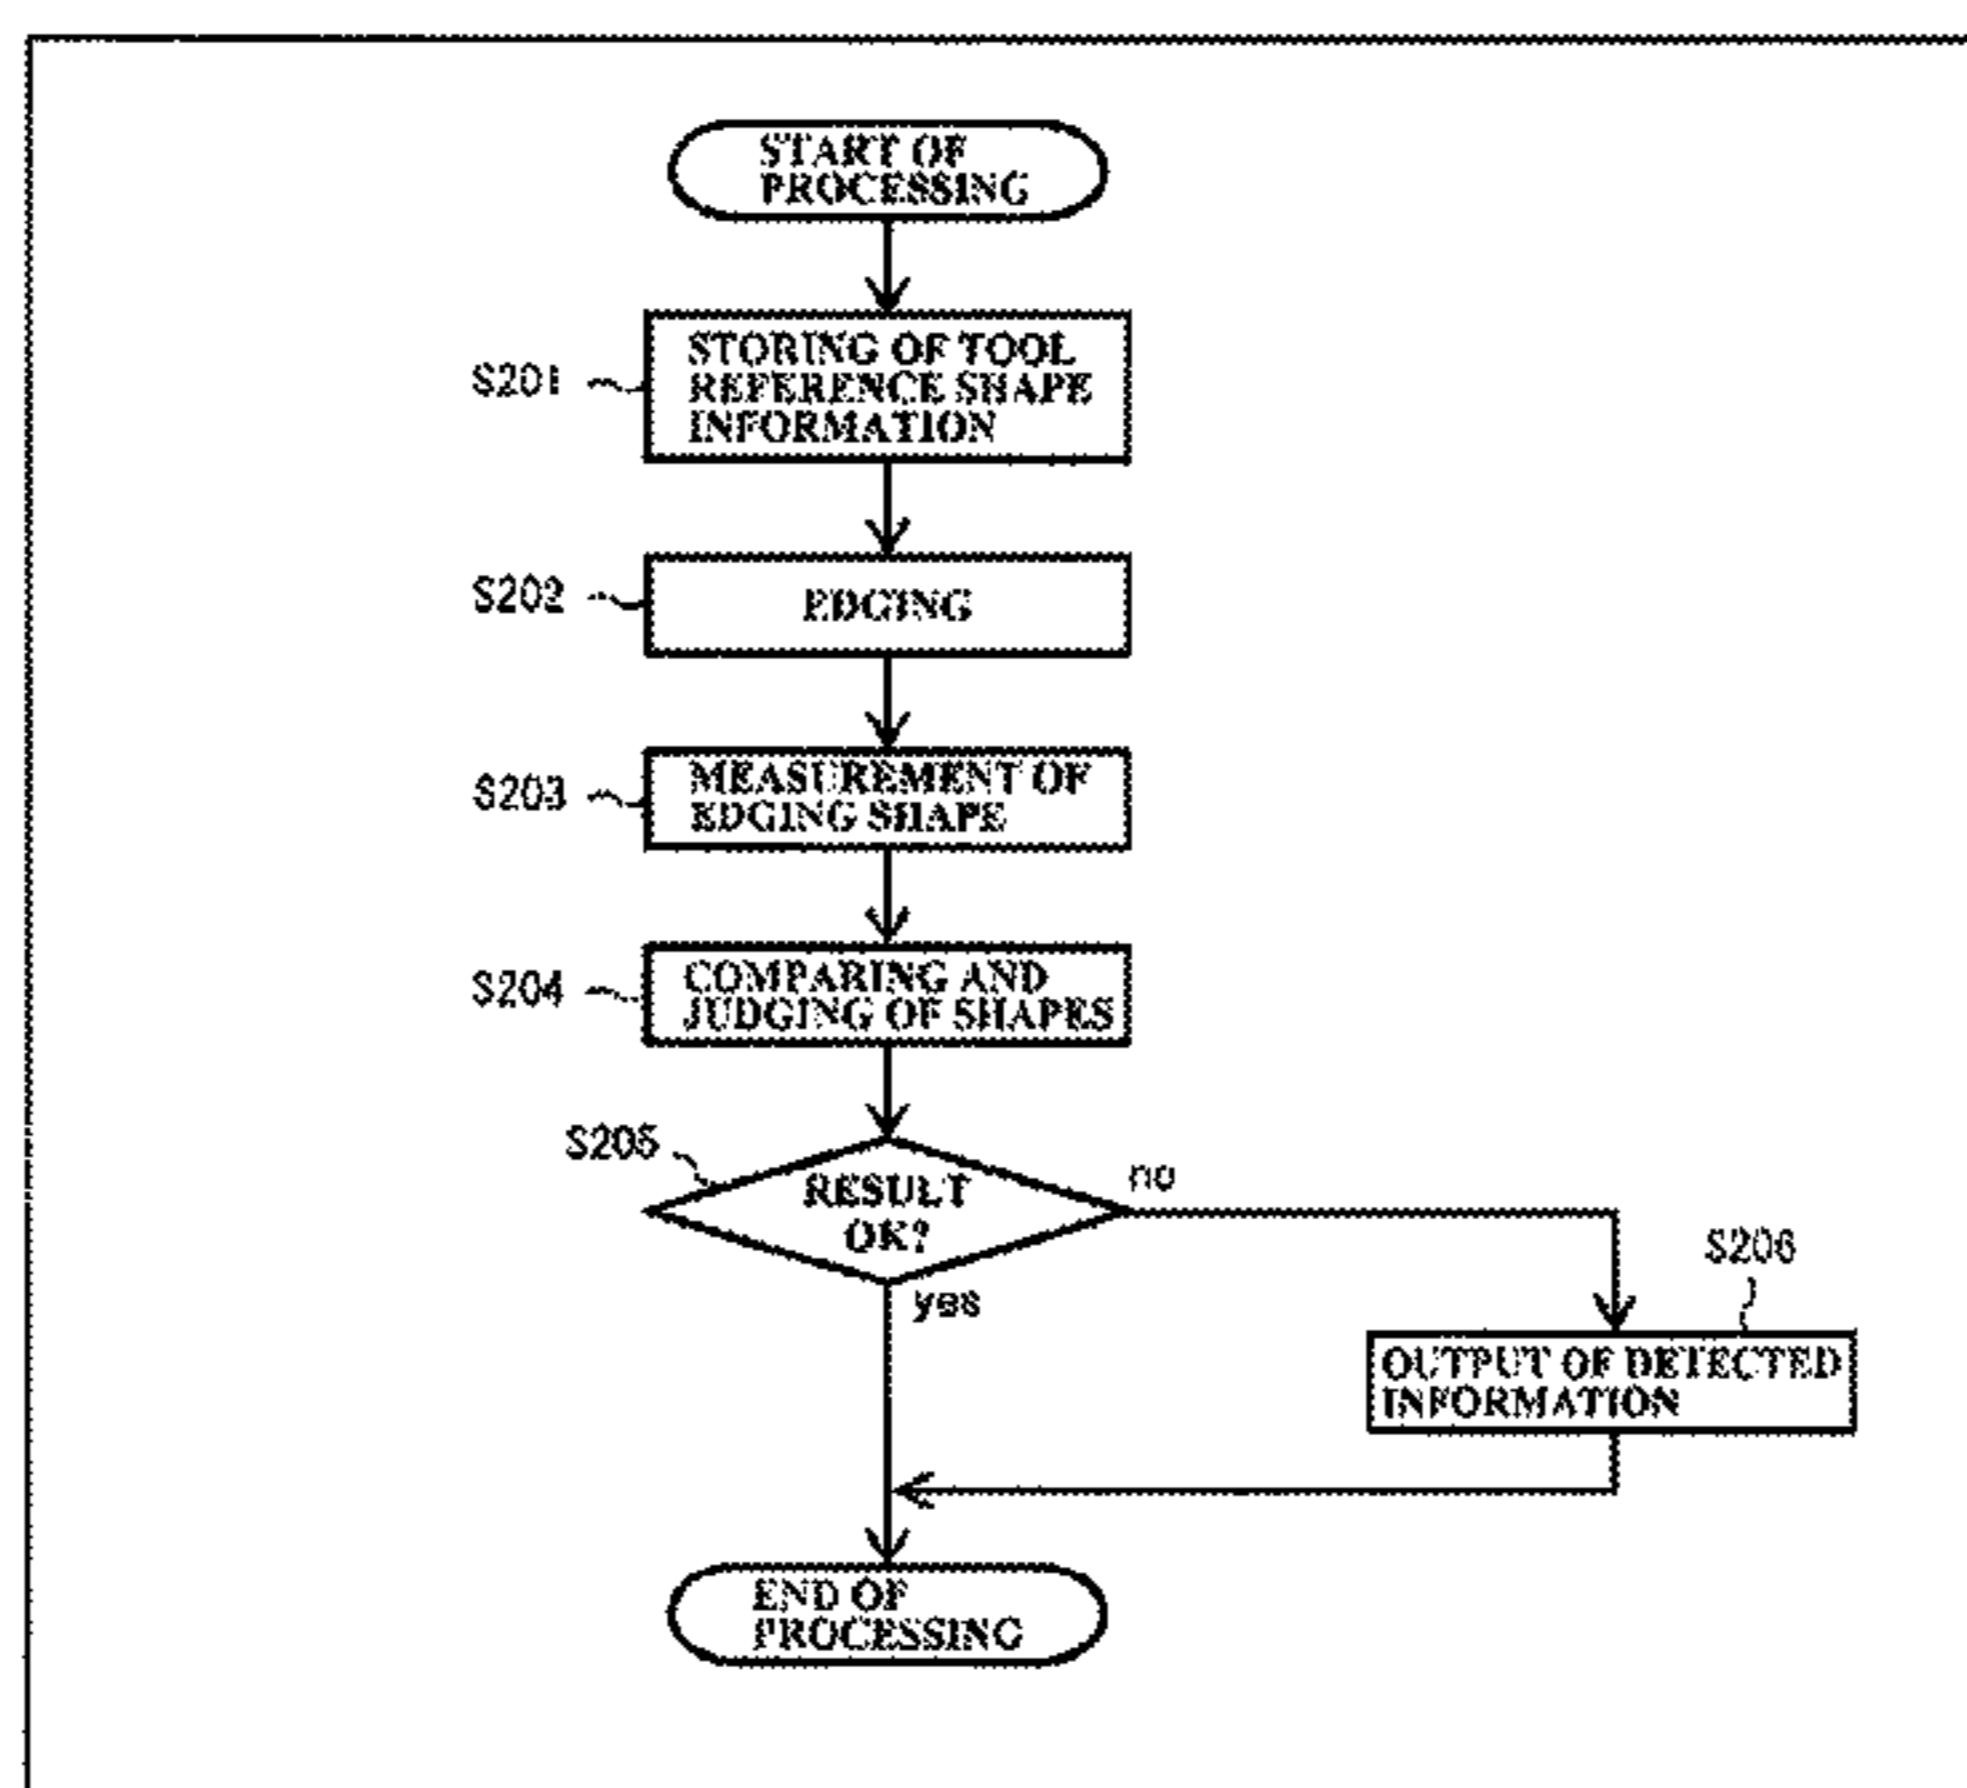 START OF
PROCESSING
S201
STORING OF TOOL
REFERENCE SHAPE
INFORMATION
S202
EDGING
S203
MEASUREMENT OF
EDGING SHAPE
S204
COMPARING AND
JUDGING OF SHAPES
S205
RESULT
OK?
no
yes
S206
OUTPUT OF DETECTED
INFORMATION
END OF
PROCESSING